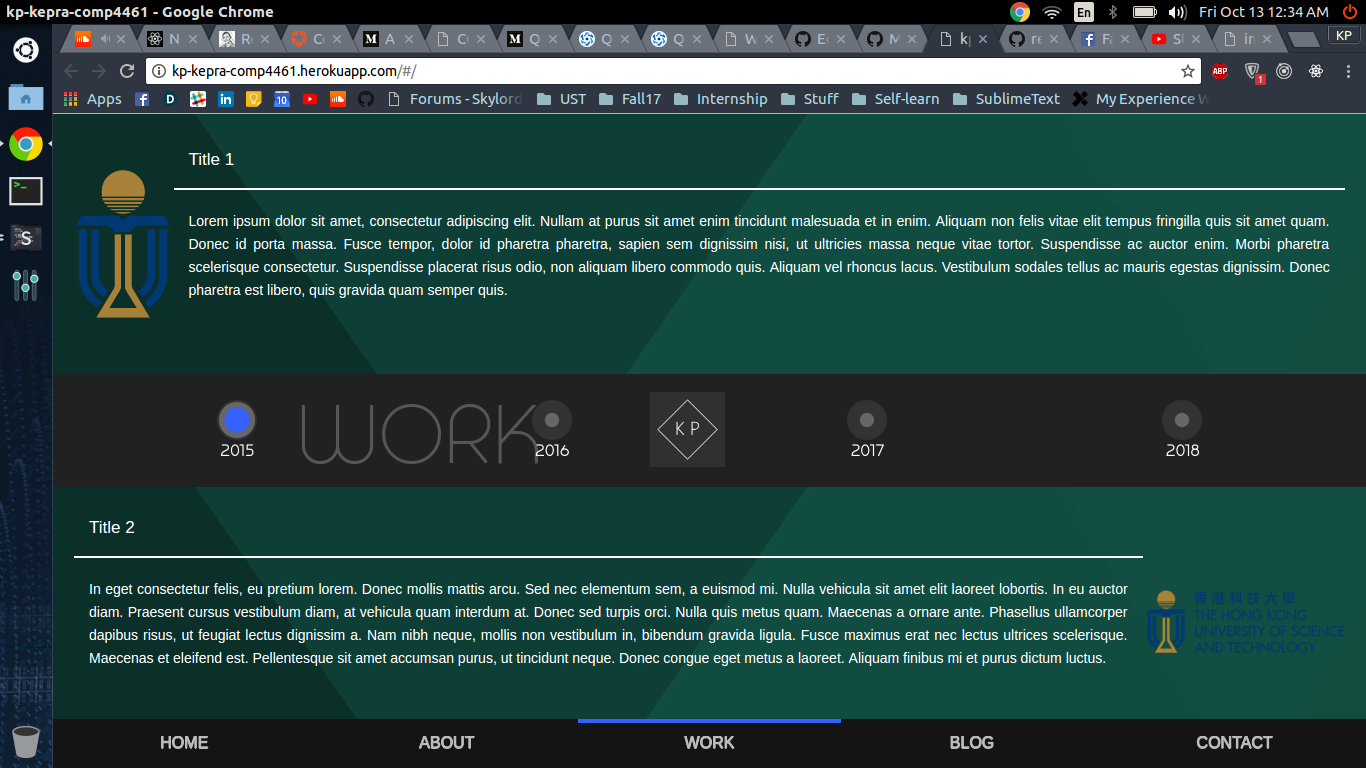 kp-kepra-comp4461 - Google Chrome
En
Fri Oct 13 12:34 AM
N
Re
Co
A
C
Q
Q
Q
W
M
kp
re
Fa
in
KP
kp-kepra-comp4461.herokuapp.com/#/
ABP
1
Apps
D
in
10
Forums - Skylord
UST
Fall17
Internship
Stuff
Self-learn
SublimeText
My Experience W
Title 1
Lorem ipsum dolor sit amet, consectetur adipiscing elit. Nullam at purus sit amet enim tincidunt malesuada et in enim. Aliquam non felis vitae elit tempus fringilla quis sit amet quam.
Donec id porta massa. Fusce tempor, dolor id pharetra pharetra, sapien sem dignissim nisi, ut ultricies massa neque vitae tortor. Suspendisse ac auctor enim. Morbi pharetra
scelerisque consectetur. Suspendisse placerat risus odio, non aliquam libero commodo quis. Aliquam vel rhoncus lacus. Vestibulum sodales tellus ac mauris egestas dignissim. Donec
pharetra est libero, quis gravida quam semper quis.
WORK
KP
2015
2016
2017
2018
Title 2
In eget consectetur felis, eu pretium lorem. Donec mollis mattis arcu. Sed nec elementum sem, a euismod mi. Nulla vehicula sit amet elit laoreet lobortis. In eu auctor
diam. Praesent cursus vestibulum diam, at vehicula quam interdum at. Donec sed turpis orci. Nulla quis metus quam. Maecenas a ornare ante. Phasellus ullamcorper
dapibus risus, ut feugiat lectus dignissim a. Nam nibh neque, mollis non vestibulum in, bibendum gravida ligula. Fusce maximus erat nec lectus ultrices scelerisque.
Maecenas et eleifend est. Pellentesque sit amet accumsan purus, ut tincidunt neque. Donec congue eget metus a laoreet. Aliquam finibus mi et purus dictum luctus.
香港科技大學
THE HONG KONG
UNIVERSITY OF SCIENCE
AND TECHNOLOGY
HOME
ABOUT
WORK
BLOG
CONTACT